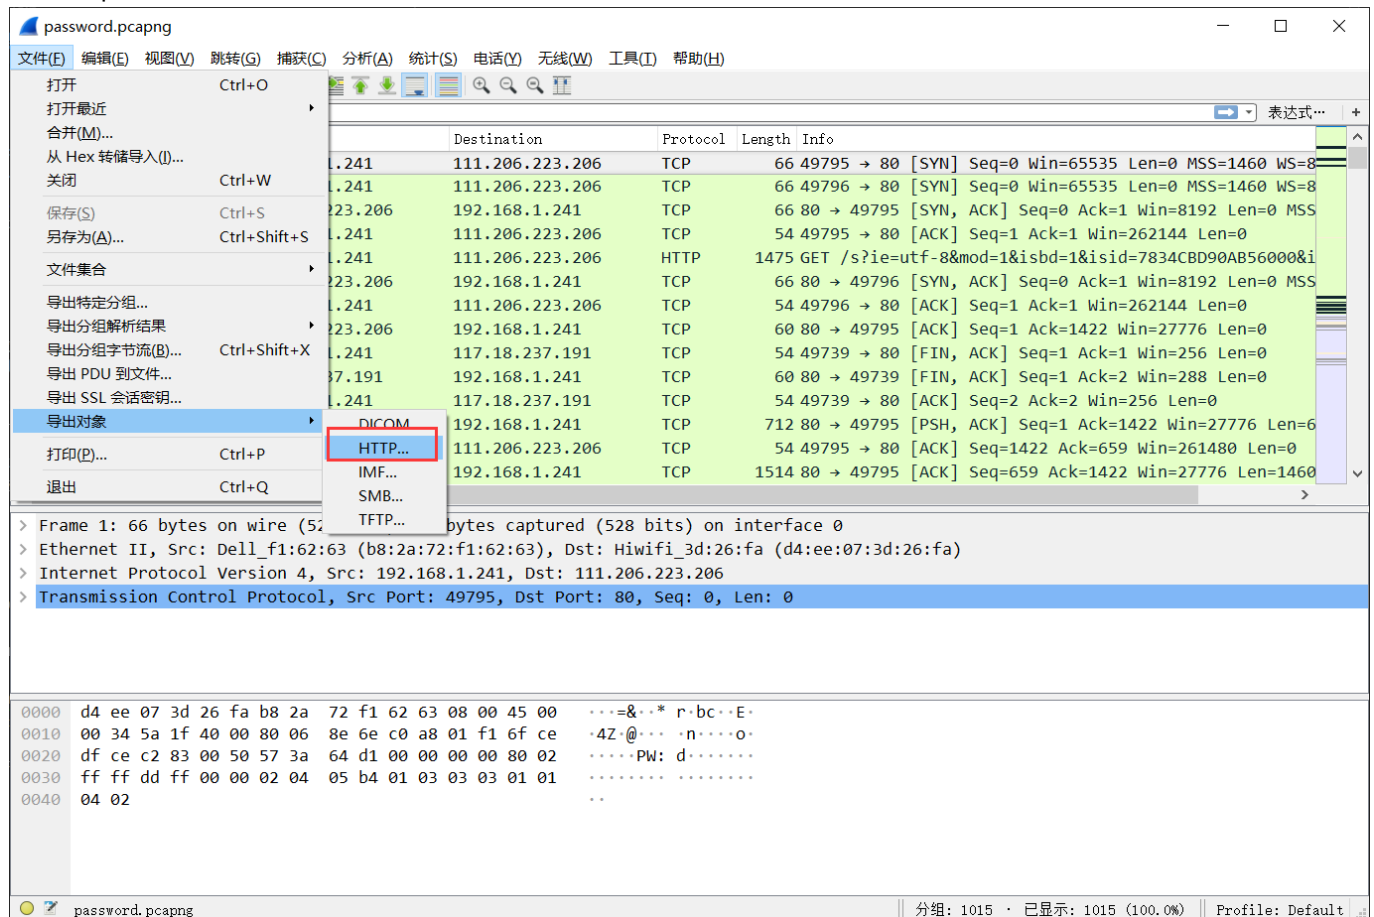 password.pcapng
文件(F) 编辑(E) 视图(V) 跳转(G) 捕获(C) 分析(A) 统计(S) 电话(Y) 无线(W) 工具(T) 帮助(H)
打开 Ctrl+O
打开最近
表达式…
+
合并(M)...
从 Hex 转储导入(I)...
关闭 Ctrl+W
保存(S) Ctrl+S
另存为(A)... Ctrl+Shift+S
文件集合
导出特定分组...
导出分组解析结果
导出分组字节流(B)... Ctrl+Shift+X
导出 PDU 到文件...
导出 SSL 会话密钥...
导出对象
打印(P)... Ctrl+P
退出 Ctrl+Q
DICOM
HTTP...
IMF...
SMB...
TFTP...
Destination Protocol Length Info
1.241 111.206.223.206 TCP 66 49795 → 80 [SYN] Seq=0 Win=65535 Len=0 MSS=1460 WS=8
1.241 111.206.223.206 TCP 66 49796 → 80 [SYN] Seq=0 Win=65535 Len=0 MSS=1460 WS=8
223.206 192.168.1.241 TCP 66 80 → 49795 [SYN, ACK] Seq=0 Ack=1 Win=8192 Len=0 MSS
1.241 111.206.223.206 TCP 54 49795 → 80 [ACK] Seq=1 Ack=1 Win=262144 Len=0
1.241 111.206.223.206 HTTP 1475 GET /s?ie=utf-8&mod=1&isbd=1&isid=7834CBD90AB56000&i
223.206 192.168.1.241 TCP 66 80 → 49796 [SYN, ACK] Seq=0 Ack=1 Win=8192 Len=0 MSS
1.241 111.206.223.206 TCP 54 49796 → 80 [ACK] Seq=1 Ack=1 Win=262144 Len=0
223.206 192.168.1.241 TCP 60 80 → 49795 [ACK] Seq=1 Ack=1422 Win=27776 Len=0
1.241 117.18.237.191 TCP 54 49739 → 80 [FIN, ACK] Seq=1 Ack=1 Win=256 Len=0
37.191 192.168.1.241 TCP 60 80 → 49739 [FIN, ACK] Seq=1 Ack=2 Win=288 Len=0
1.241 117.18.237.191 TCP 54 49739 → 80 [ACK] Seq=2 Ack=2 Win=256 Len=0
192.168.1.241 TCP 712 80 → 49795 [PSH, ACK] Seq=1 Ack=1422 Win=27776 Len=6
111.206.223.206 TCP 54 49795 → 80 [ACK] Seq=1422 Ack=659 Win=261480 Len=0
192.168.1.241 TCP 1514 80 → 49795 [ACK] Seq=659 Ack=1422 Win=27776 Len=1460
> Frame 1: 66 bytes on wire (52 bytes captured (528 bits) on interface 0
> Ethernet II, Src: Dell_f1:62:63 (b8:2a:72:f1:62:63), Dst: Hiwifi_3d:26:fa (d4:ee:07:3d:26:fa)
> Internet Protocol Version 4, Src: 192.168.1.241, Dst: 111.206.223.206
> Transmission Control Protocol, Src Port: 49795, Dst Port: 80, Seq: 0, Len: 0
0000 d4 ee 07 3d 26 fa b8 2a 72 f1 62 63 08 00 45 00 ···=&··* r·bc··E·
0010 00 34 5a 1f 40 00 80 06 8e 6e c0 a8 01 f1 6f ce ·4Z·@··· ·n····o·
0020 df ce c2 83 00 50 57 3a 64 d1 00 00 00 00 80 02 ·····PW: d·······
0030 ff ff dd ff 00 00 02 04 05 b4 01 03 03 03 01 01 ········ ········
0040 04 02 ··
password.pcapng 分组: 1015 · 已显示: 1015 (100.0%) Profile: Default